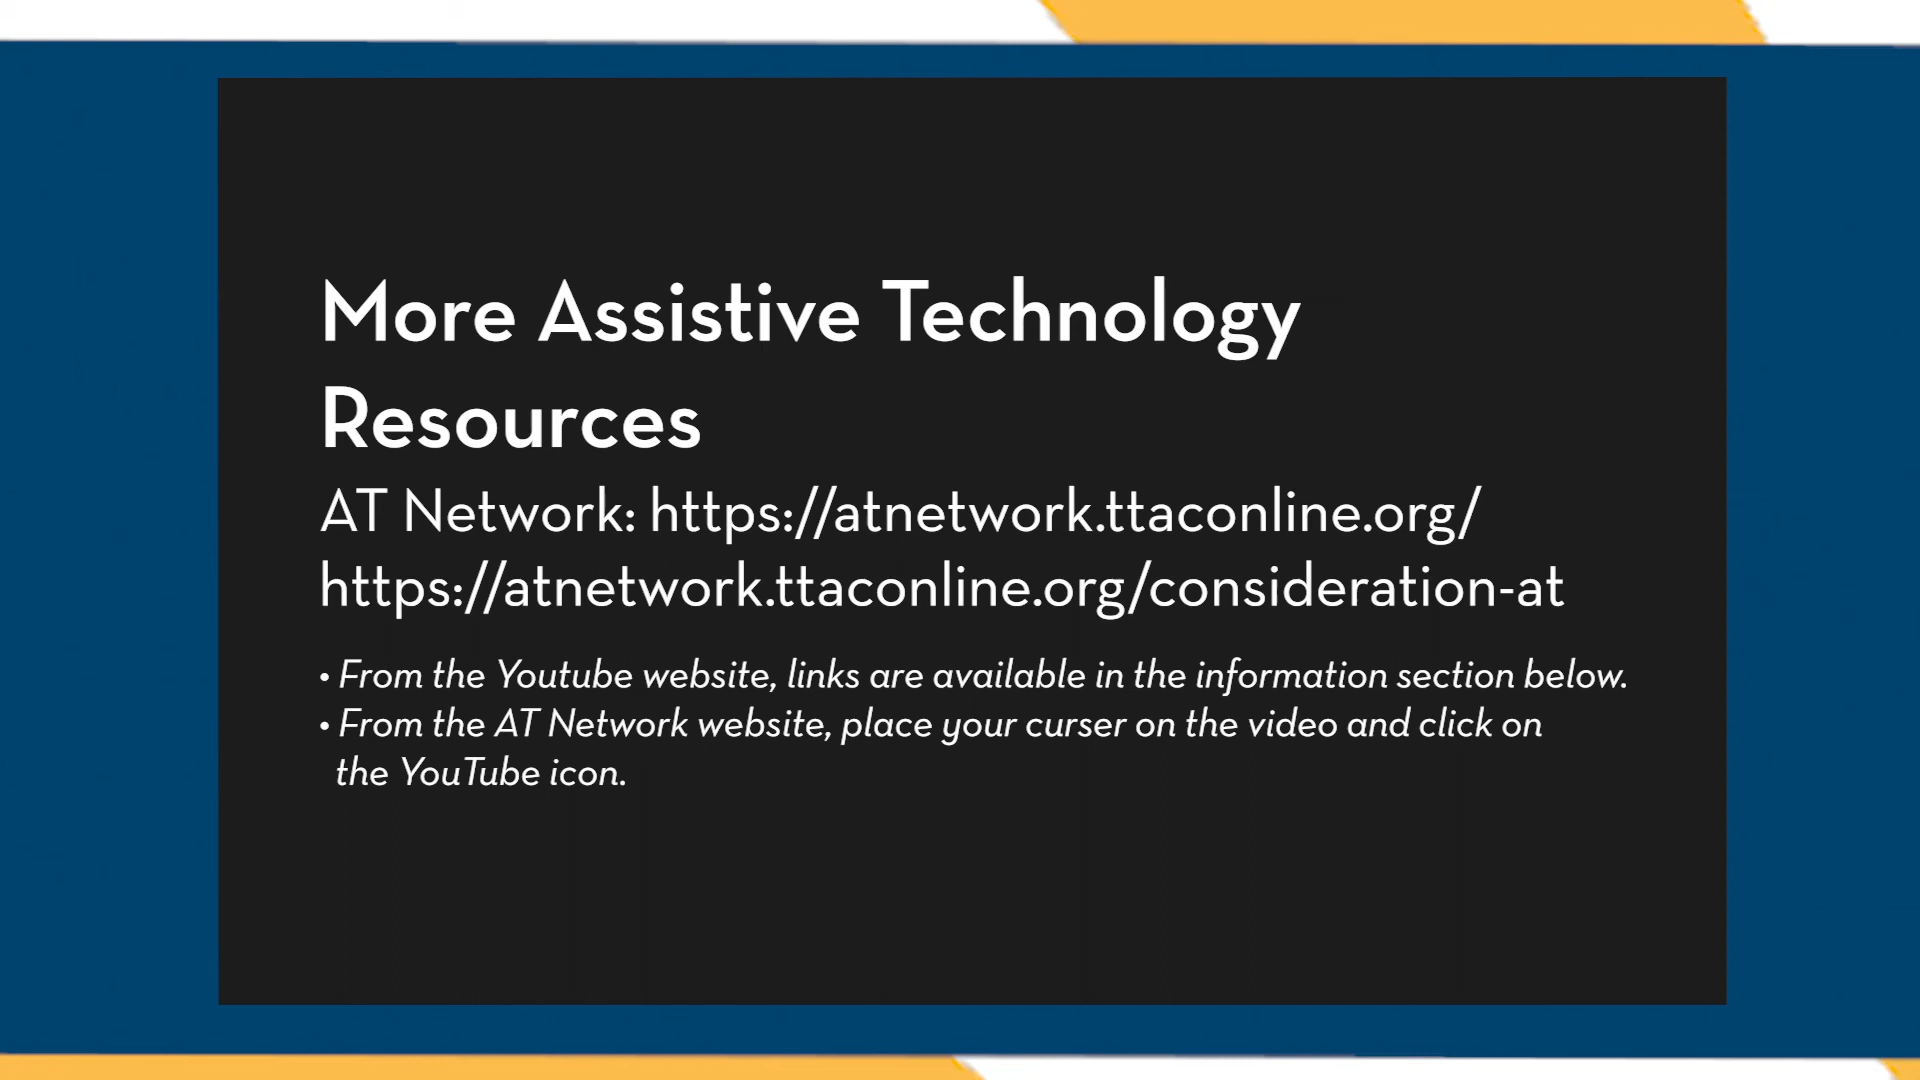 More Assistive Technology
Resources
AT Network: https://atnetwork.ttaconline.org/
https://atnetwork.ttaconline.org/consideration-at
• From the Youtube website, links are available in the information section below.
• From the AT Network website, place your curser on the video and click on
the YouTube icon.